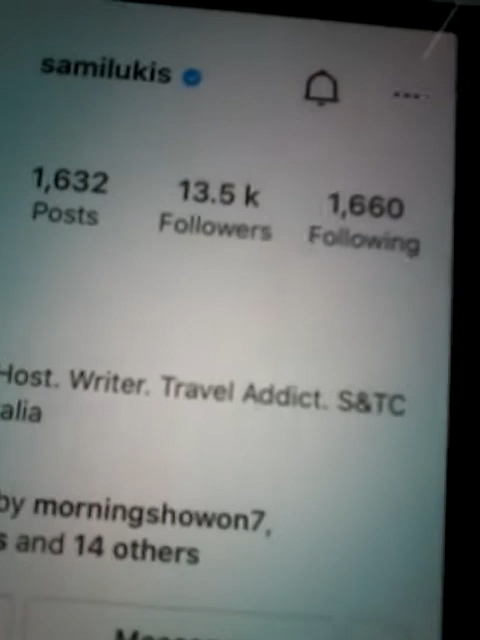 samilukis
1,632 13.5 k 1,660
Posts Followers Following
Host. Writer. Travel Addict. S&TC
alia
by morningshowon7,
s and 14 others